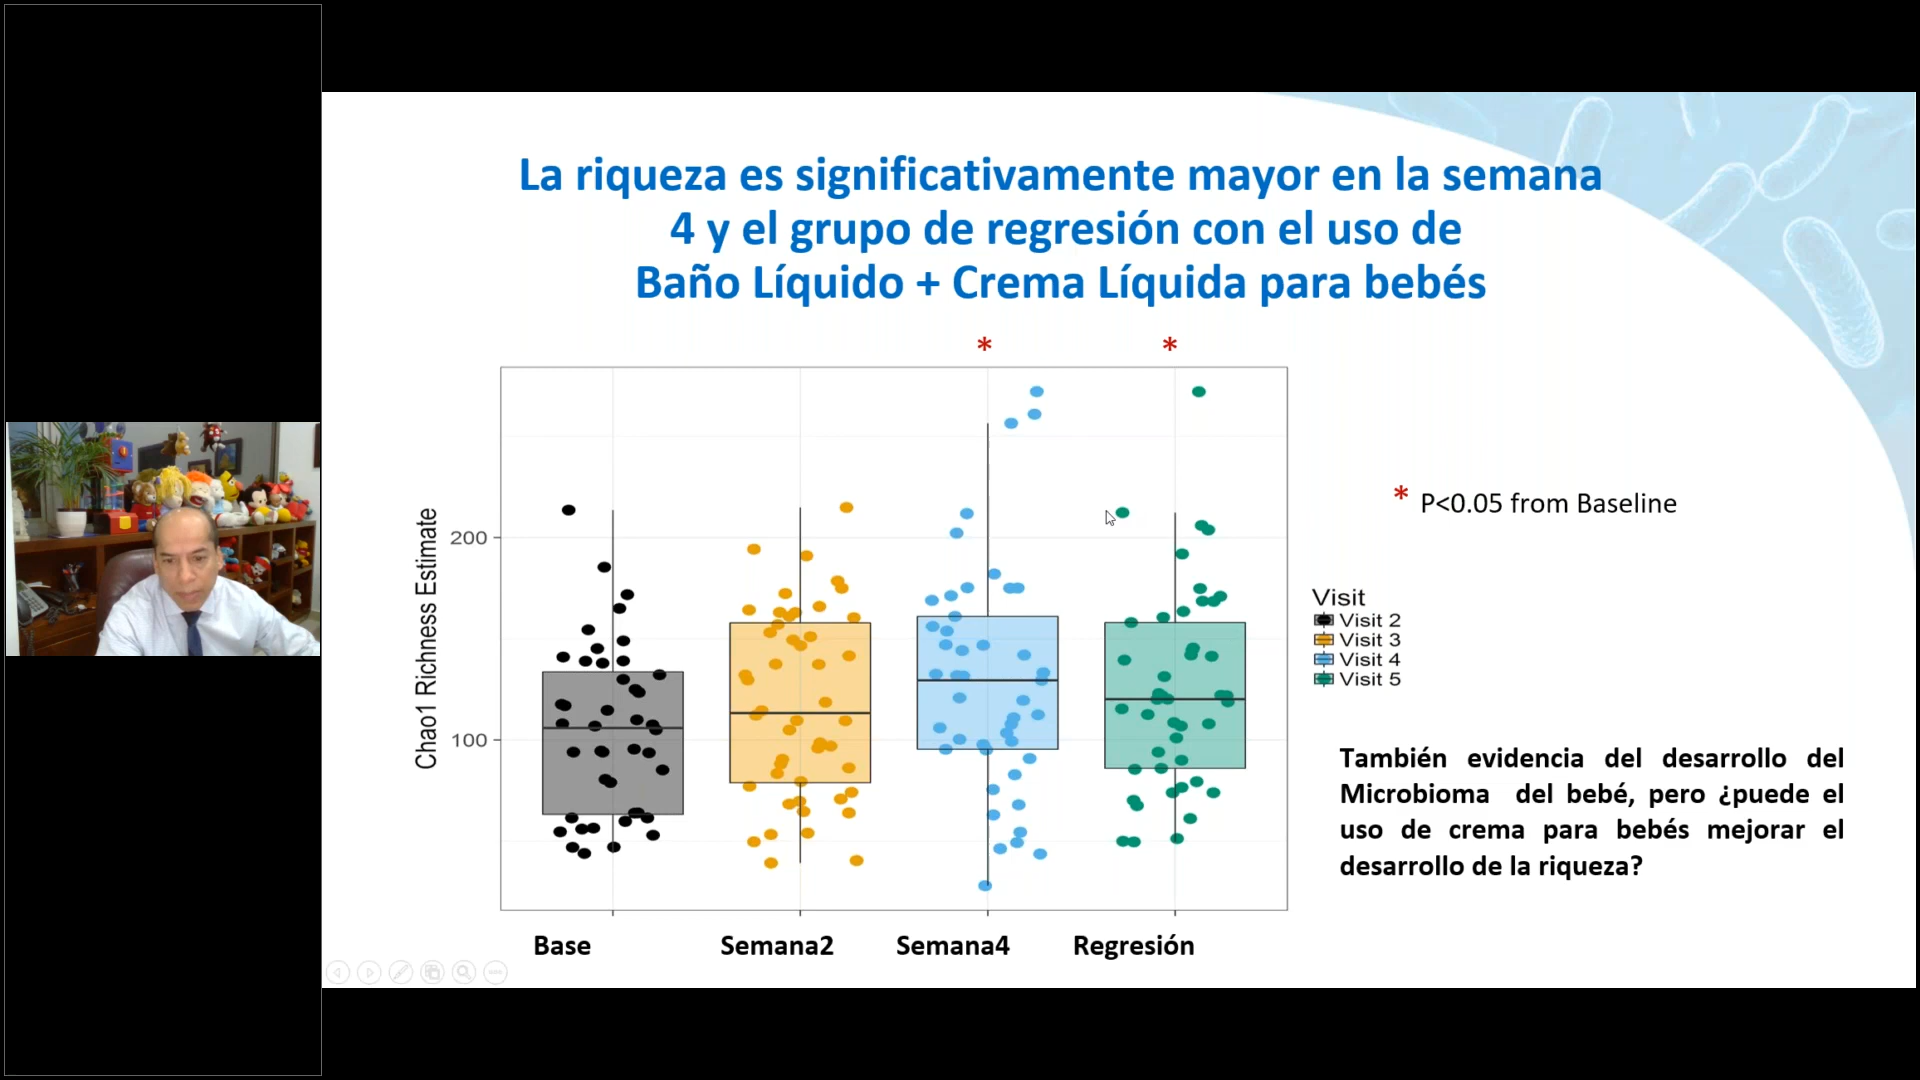 La riqueza es significativamente mayor en la semana
4 y el grupo de regresión con el uso de
Baño Líquido + Crema Líquida para bebés
* *
Chao1 Richness Estimate
200
100
Base Semana2 Semana4 Regresión
* P<0.05 from Baseline
Visit
Visit 2
Visit 3
Visit 4
Visit 5
También evidencia del desarrollo del
Microbioma del bebé, pero ¿puede el
uso de crema para bebés mejorar el
desarrollo de la riqueza?